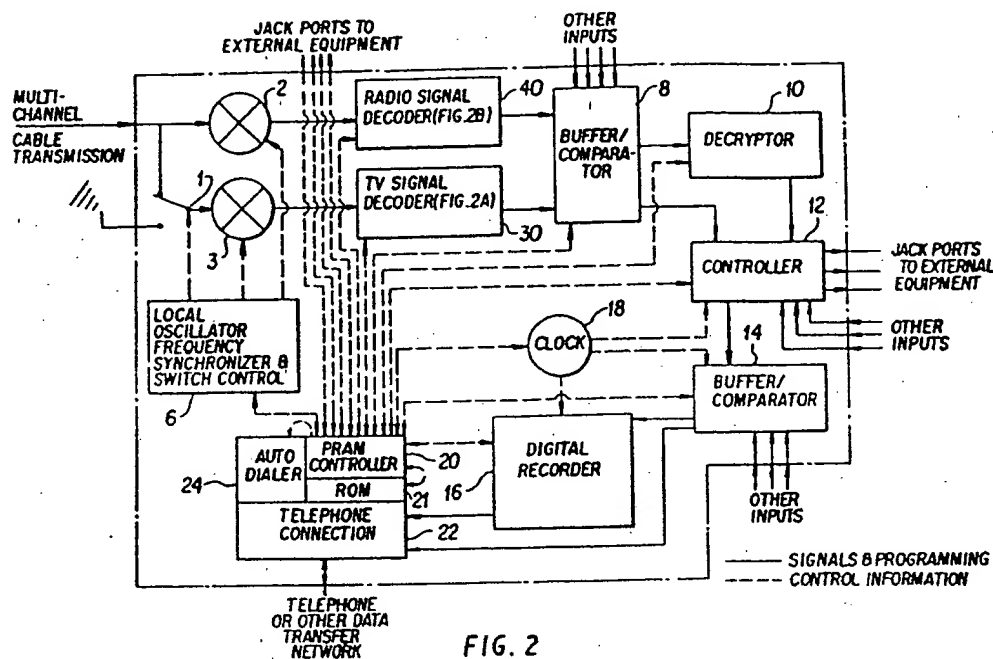 JACK PORTS TO
EXTERNAL EQUIPMENT
OTHER
INPUTS
MULTI-
CHANNEL
CABLE
TRANSMISSION
2
RADIO SIGNAL
DECODER(FIG.2B)
40
BUFFER/
COMPARA-
TOR
8
10
DECRYPTOR
1
3
TV SIGNAL
DECODER(FIG.2A)
30
12
CONTROLLER
JACK PORTS
TO EXTERNAL
EQUIPMENT
OTHER
INPUTS
LOCAL
OSCILLATOR
FREQUENCY
SYNCHRONIZER &
SWITCH CONTROL
6
18
CLOCK
14
BUFFER/
COMPARATOR
OTHER
INPUTS
AUTO
DIALER
24
PRAM
CONTROLLER
20
ROM
21
TELEPHONE
CONNECTION
22
16
DIGITAL
RECORDER
SIGNALS & PROGRAMMING
CONTROL INFORMATION
TELEPHONE
OR OTHER DATA
TRANSFER
NETWORK
FIG. 2